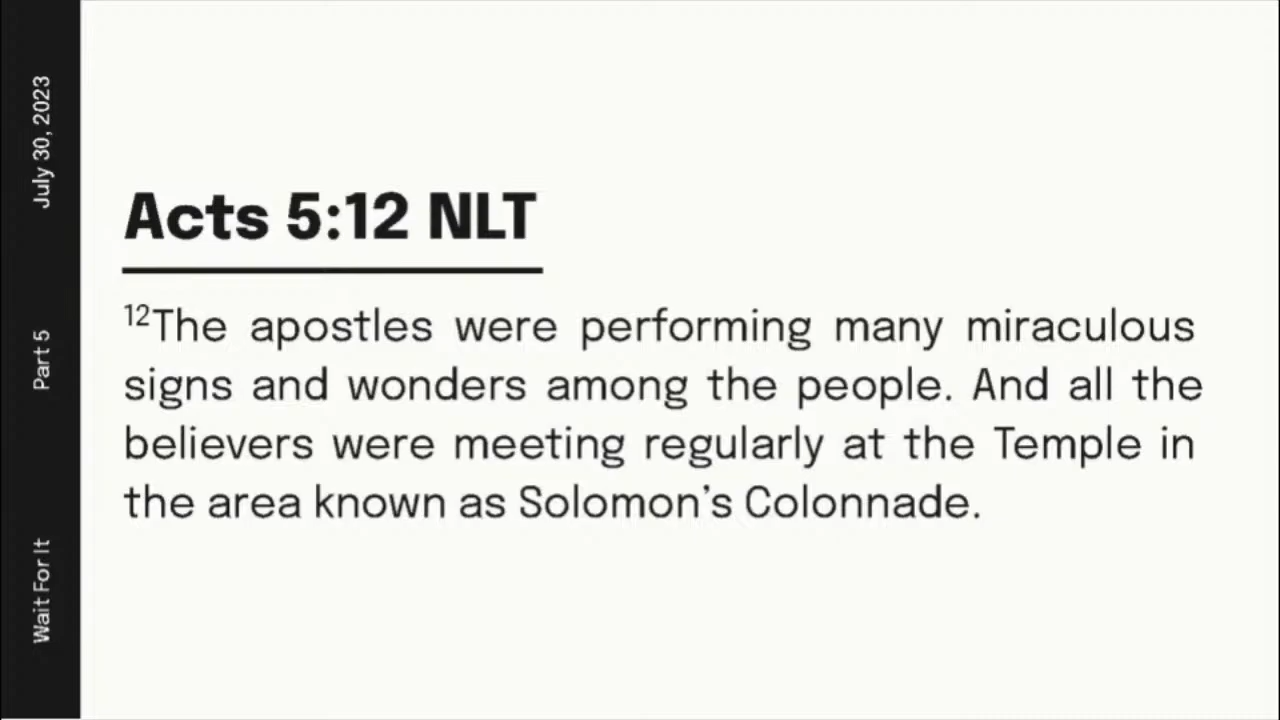 July 30, 2023
Part 5
Wait For It
Acts 5:12 NLT
12The apostles were performing many miraculous
signs and wonders among the people. And all the
believers were meeting regularly at the Temple in
the area known as Solomon’s Colonnade.